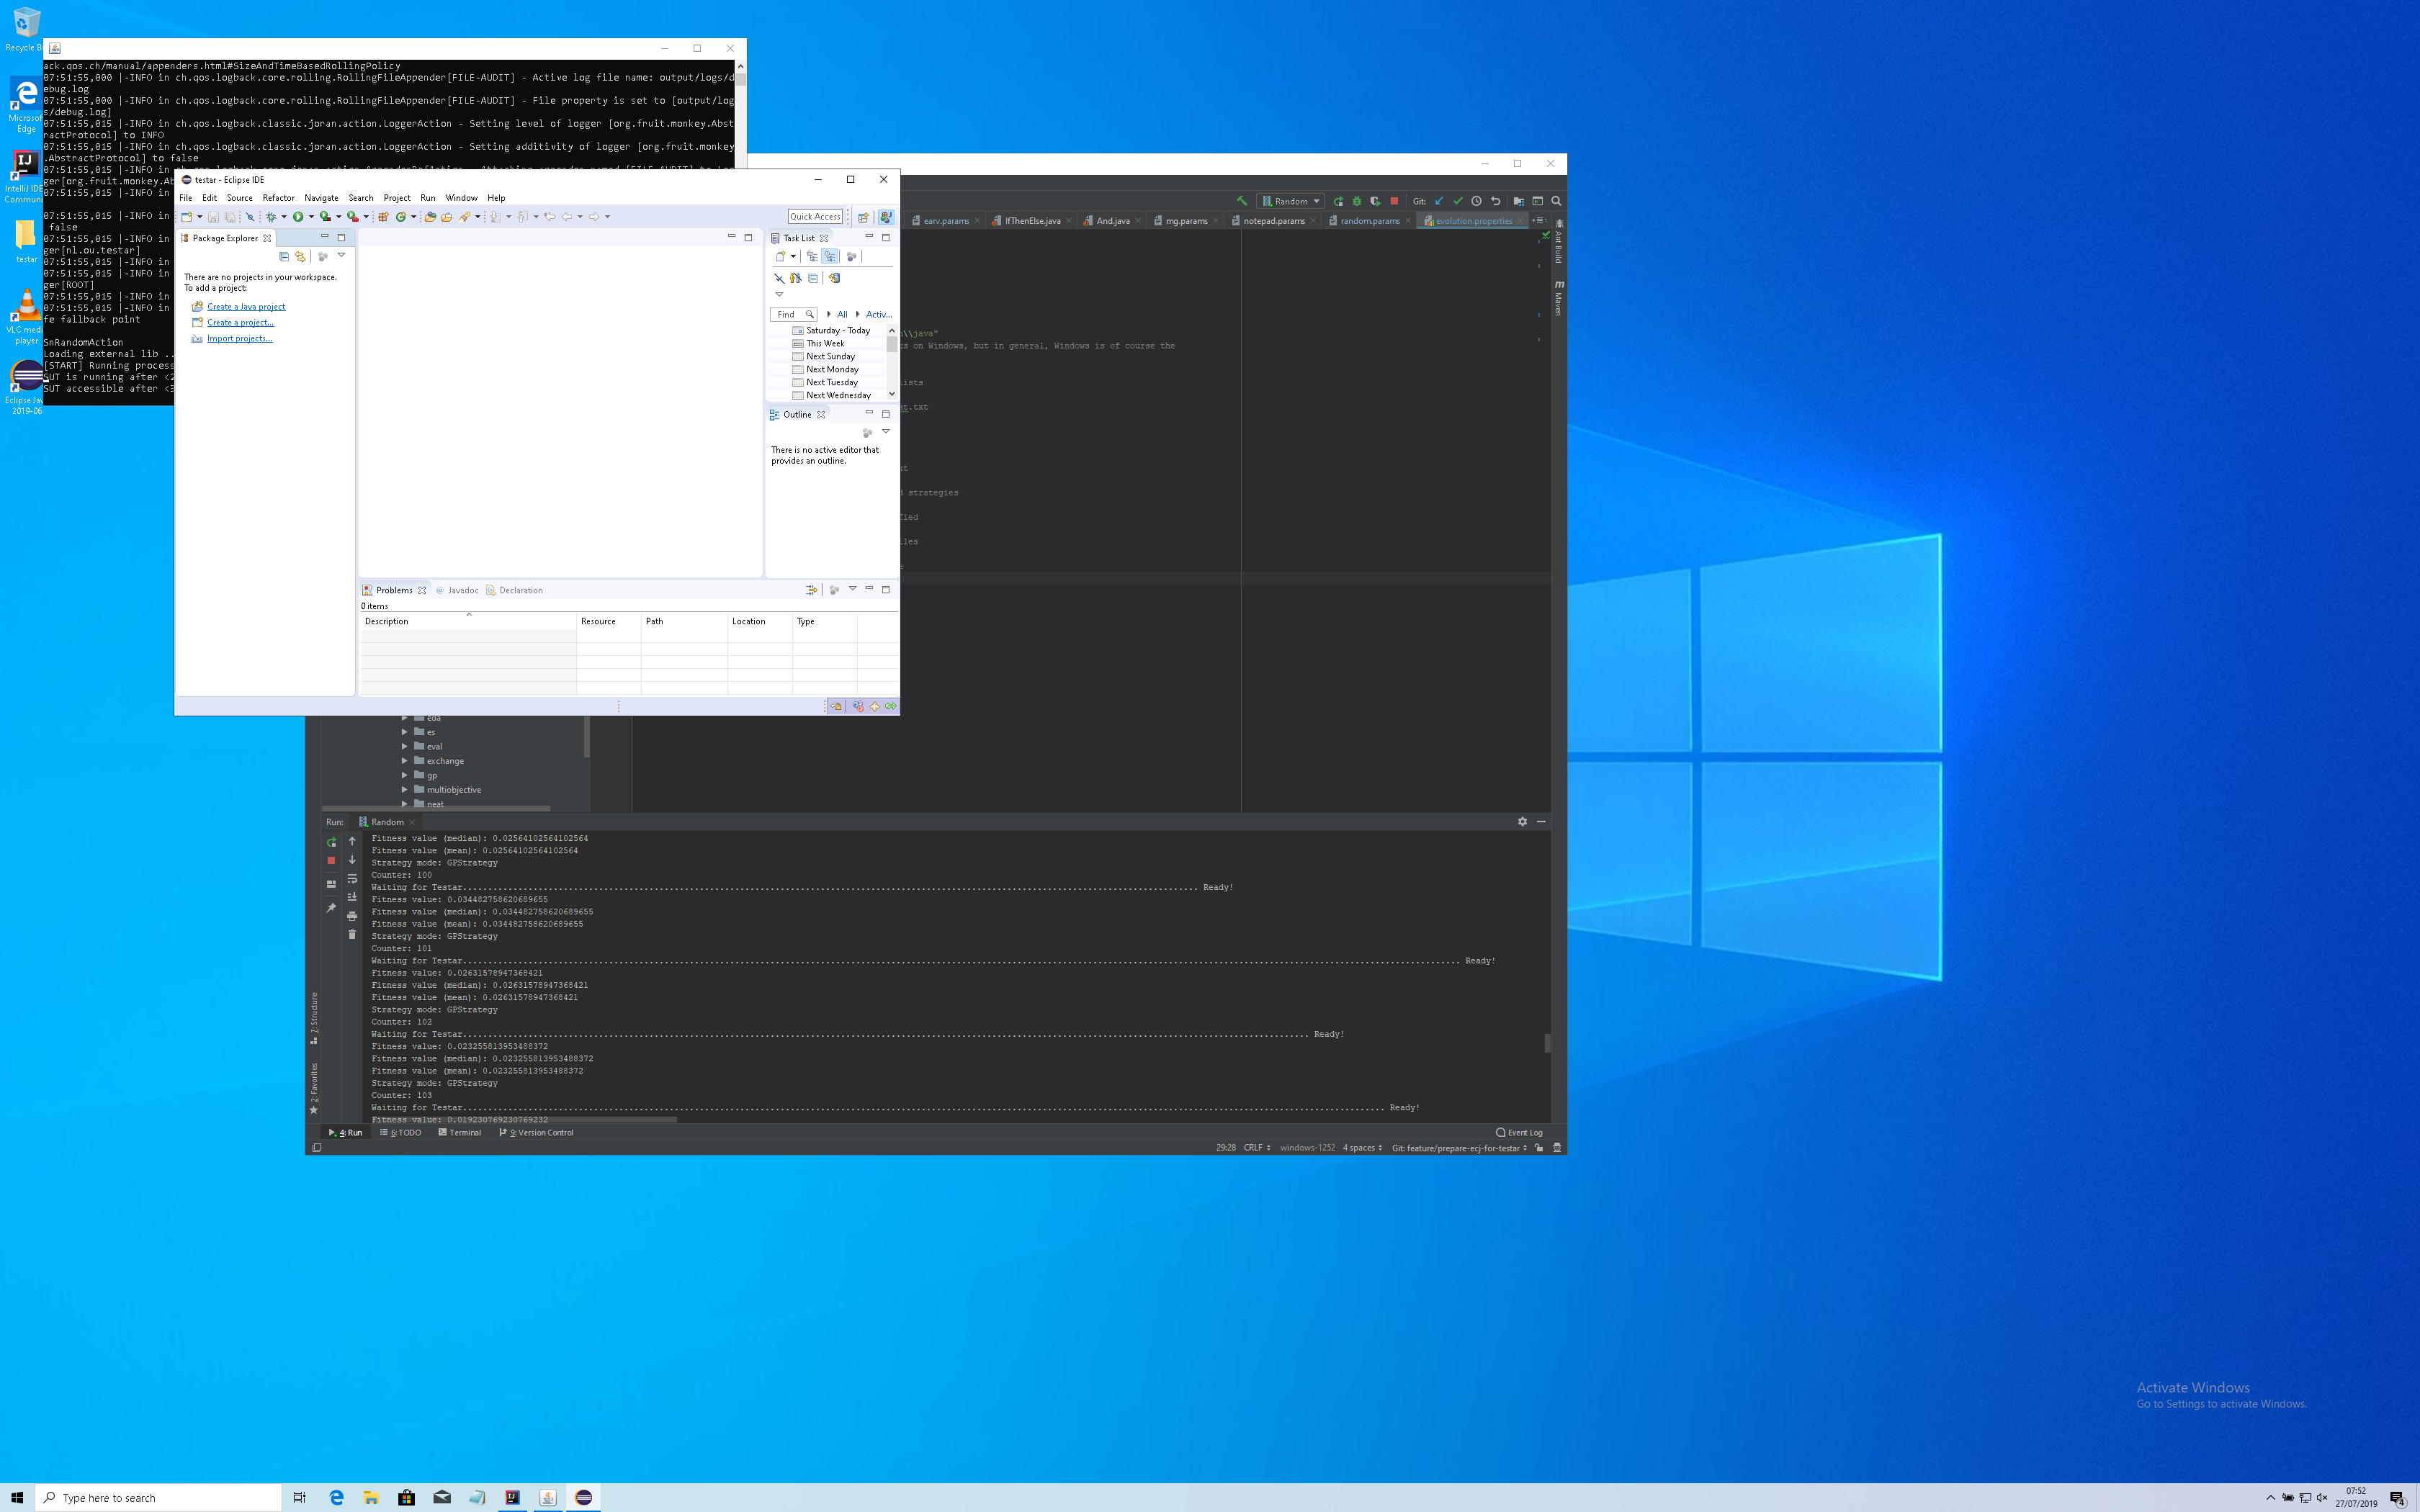 Recycle B
Microsof
Edge
IntelliJ IDE
Commun
testar
VLC medi
player
Eclipse Jav
2019-06
ack.qos.ch/manual/appenders.html#SizeAndTimeBasedRollingPolicy
07:51:55,000 |-INFO in ch.qos.logback.core.rolling.RollingFileAppender[FILE-AUDIT] - Active log file name: output/logs/d
ebug.log
07:51:55,000 |-INFO in ch.qos.logback.core.rolling.RollingFileAppender[FILE-AUDIT] - File property is set to [output/log
s/debug.log]
07:51:55,015 |-INFO in ch.qos.logback.classic.joran.action.LoggerAction - Setting level of logger [org.fruit.monkey.Abst
ractProtocol] to INFO
07:51:55,015 |-INFO in ch.qos.logback.classic.joran.action.LoggerAction - Setting additivity of logger [org.fruit.monkey
.AbstractProtocol] to false
07:51:55,015 |-INFO in
ger[org.fruit.monkey.Ab
07:51:55,015 |-INFO in
07:51:55,015 |-INFO in
false
07:51:55,015 |-INFO in
ger[nl.ou.testar]
07:51:55,015 |-INFO in
07:51:55,015 |-INFO in
ger[ROOT]
07:51:55,015 |-INFO in
07:51:55,015 |-INFO in
fe fallback point
SnRandomAction
Loading external lib ..
[START] Running process
SUT is running after <2
SUT accessible after <3
testar - Eclipse IDE
File Edit Source Refactor Navigate Search Project Run Window Help
Quick Access
Package Explorer
There are no projects in your workspace.
To add a project:
Create a Java project
Create a project...
Import projects...
Task List
Find All Activ...
Saturday - Today
This Week
Next Sunday
Next Monday
Next Tuesday
Next Wednesday
Outline
There is no active editor that
provides an outline.
Problems Javadoc Declaration
0 items
Description Resource Path Location Type
Random Git:
earv.params IfThenElse.java And.java mg.params notepad.params random.params evolution.properties
Ant Build
Maven
\\java"
s on Windows, but in general, Windows is of course the
lists
t.txt
xt
d strategies
fied
iles
eda
es
eval
exchange
gp
multiobjective
neat
Run: Random
Fitness value (median): 0.02564102564102564
Fitness value (mean): 0.02564102564102564
Strategy mode: GPStrategy
Counter: 100
Waiting for Testar.......... Ready!
Fitness value: 0.034482758620689655
Fitness value (median): 0.034482758620689655
Fitness value (mean): 0.034482758620689655
Strategy mode: GPStrategy
Counter: 101
Waiting for Testar.......... Ready!
Fitness value: 0.02631578947368421
Fitness value (median): 0.02631578947368421
Fitness value (mean): 0.02631578947368421
Strategy mode: GPStrategy
Counter: 102
Waiting for Testar.......... Ready!
Fitness value: 0.023255813953488372
Fitness value (median): 0.023255813953488372
Fitness value (mean): 0.023255813953488372
Strategy mode: GPStrategy
Counter: 103
Waiting for Testar.......... Ready!
Fitness value: 0.019230769230769232
7: Structure
2: Favorites
4: Run 6: TODO Terminal 9: Version Control Event Log
29:28 CRLF windows-1252 4 spaces Git: feature/prepare-ecj-for-testar
Activate Windows
Go to Settings to activate Windows.
Type here to search
07:52
27/07/2019
4